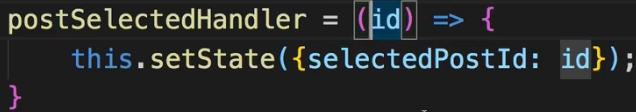 postSelectedHandler = (id) => {
    this.setState({selectedPostId: id});
}